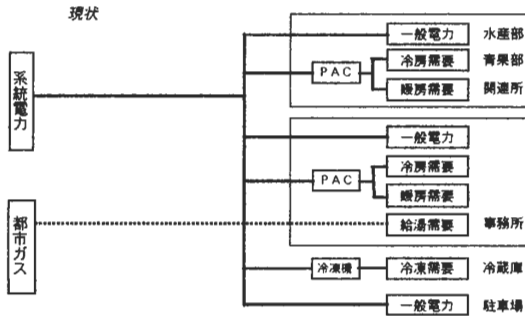 現状
系統電力
都市ガス
一般電力 水産部
PAC 冷房需要 青果部
暖房需要 関連所
一般電力
PAC 冷房需要
暖房需要
給湯需要 事務所
冷凍機 冷凍需要 冷蔵庫
一般電力 駐車場